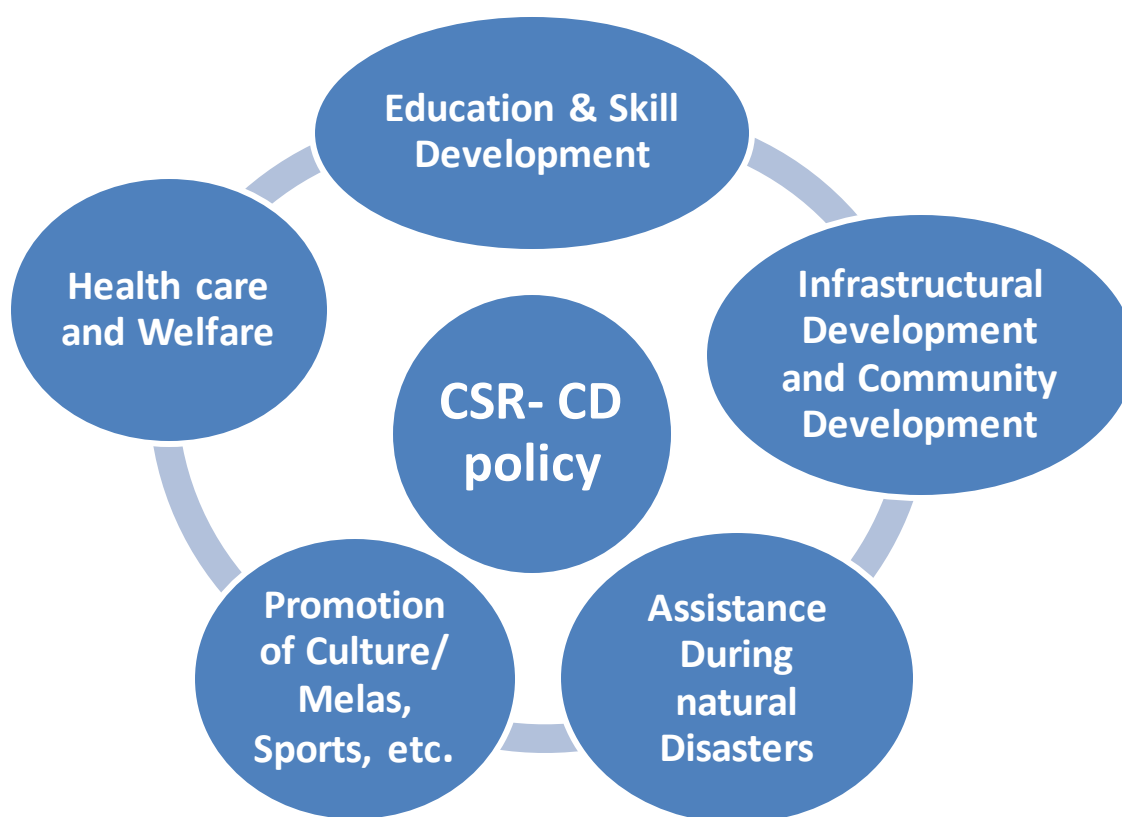 Education & Skill
Development
Health care
and Welfare
Infrastructural
Development
and Community
Development
CSR- CD
policy
Promotion
of Culture/
Melas,
Sports, etc.
Assistance
During
natural
Disasters